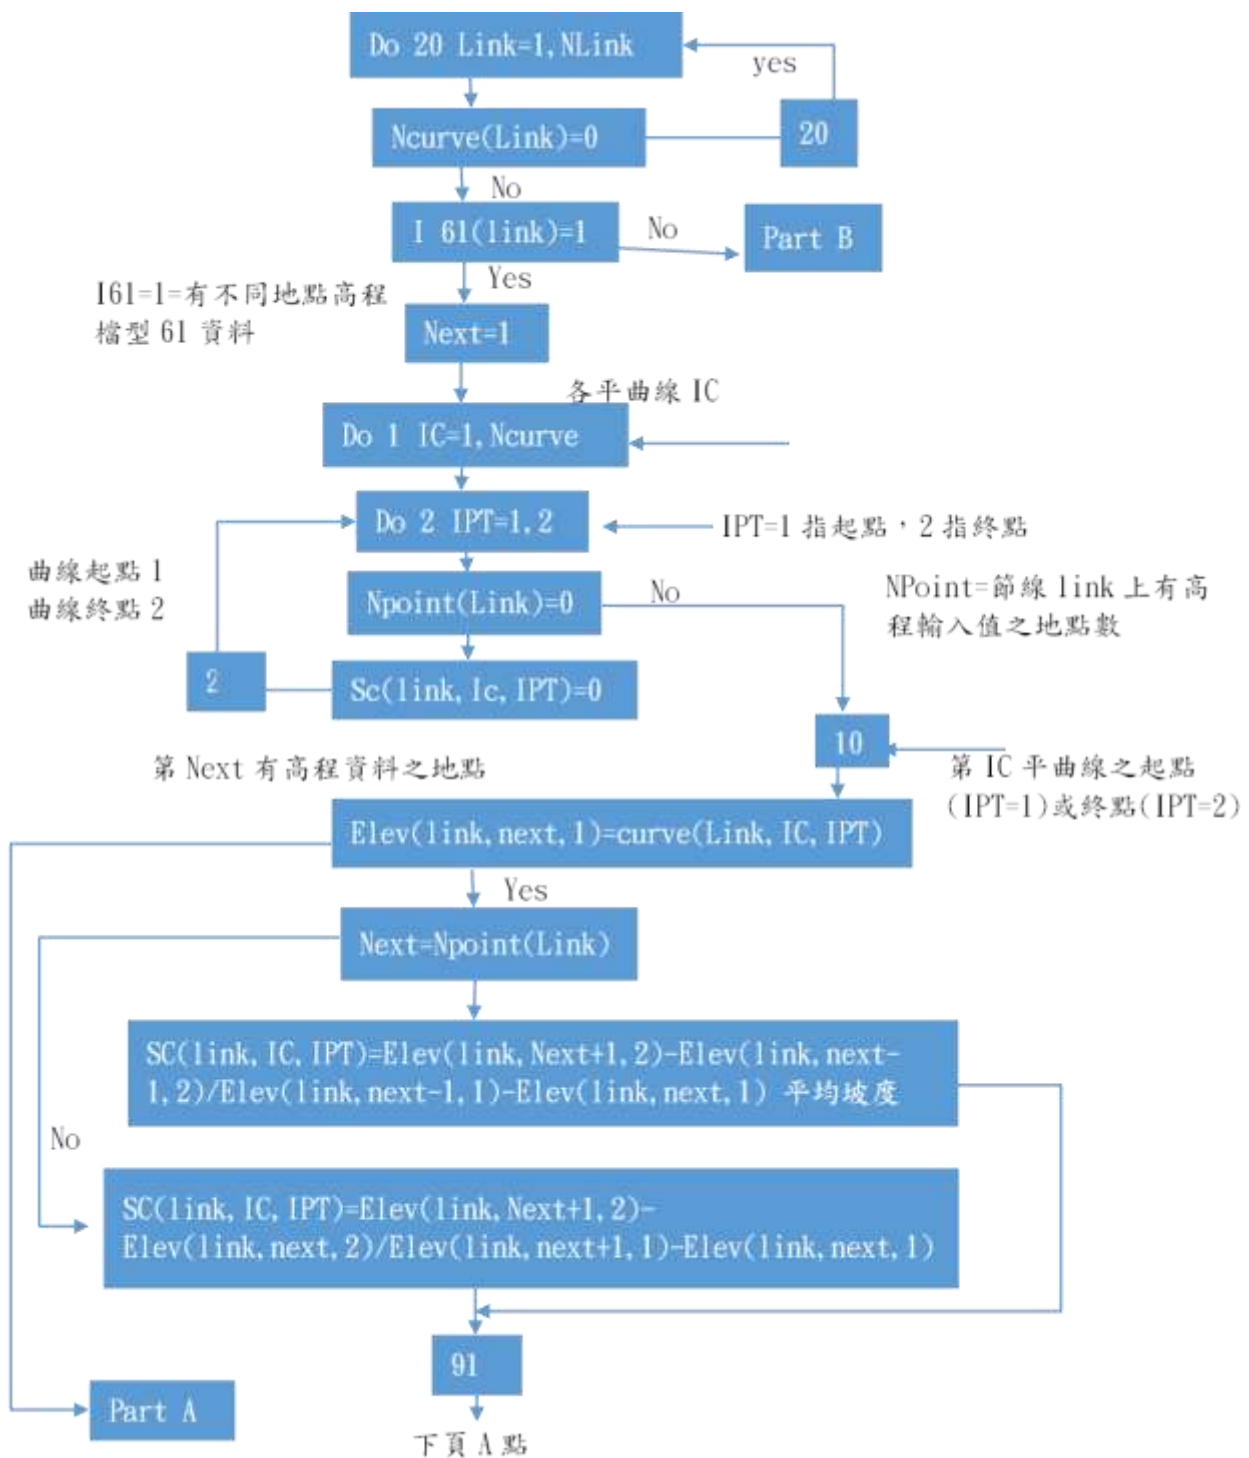 Do 20 Link=1,NLink
yes
Ncurve(Link)=0
20
No
I 61(link)=1
No
Part B
Yes
I61=1=有不同地點高程
檔型 61 資料
Next=1
各平曲線 IC
Do 1 IC=1,Ncurve
Do 2 IPT=1,2
IPT=1 指起點，2 指終點
曲線起點 1
曲線終點 2
Npoint(Link)=0
No
NPoint=節線 link 上有高
程輸入值之地點數
2
Sc(link,Ic,IPT)=0
10
第 Next 有高程資料之地點
第 IC 平曲線之起點
(IPT=1)或終點(IPT=2)
Elev(link,next,1)=curve(Link,IC,IPT)
Yes
Next=Npoint(Link)
SC(link,IC,IPT)=Elev(link,Next+1,2)-Elev(link,next-
1,2)/Elev(link,next-1,1)-Elev(link,next,1) 平均坡度
No
SC(link,IC,IPT)=Elev(link,Next+1,2)-
Elev(link,next,2)/Elev(link,next+1,1)-Elev(link,next,1)
91
Part A
下頁 A 點